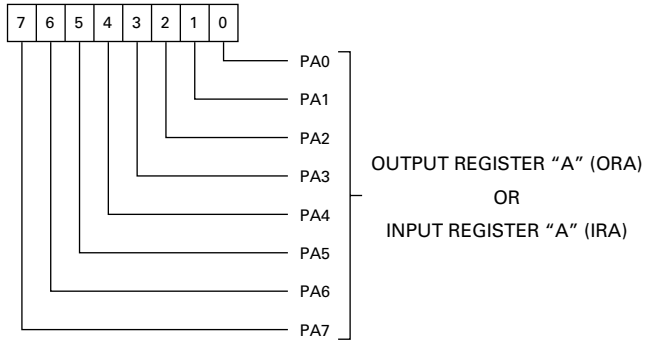 7 6 5 4 3 2 1 0
PA0
PA1
PA2
PA3
PA4
PA5
PA6
PA7
OUTPUT REGISTER “A” (ORA)
OR
INPUT REGISTER “A” (IRA)